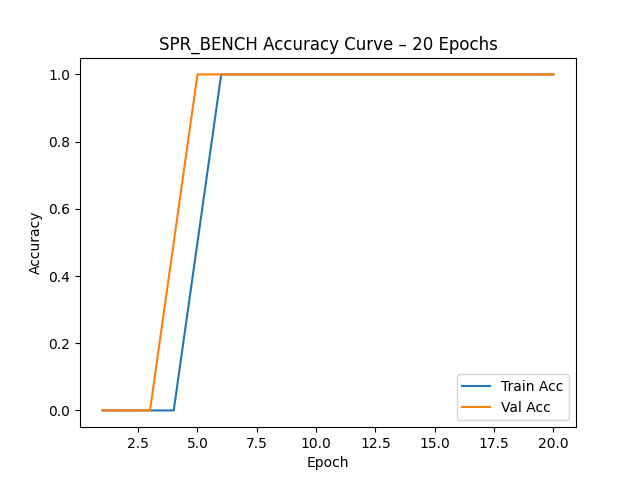 SPR_BENCH Accuracy Curve – 20 Epochs
1.0
0.8
0.6
0.4
0.2
0.0
Accuracy
Train Acc
Val Acc
2.5 5.0 7.5 10.0 12.5 15.0 17.5 20.0
Epoch